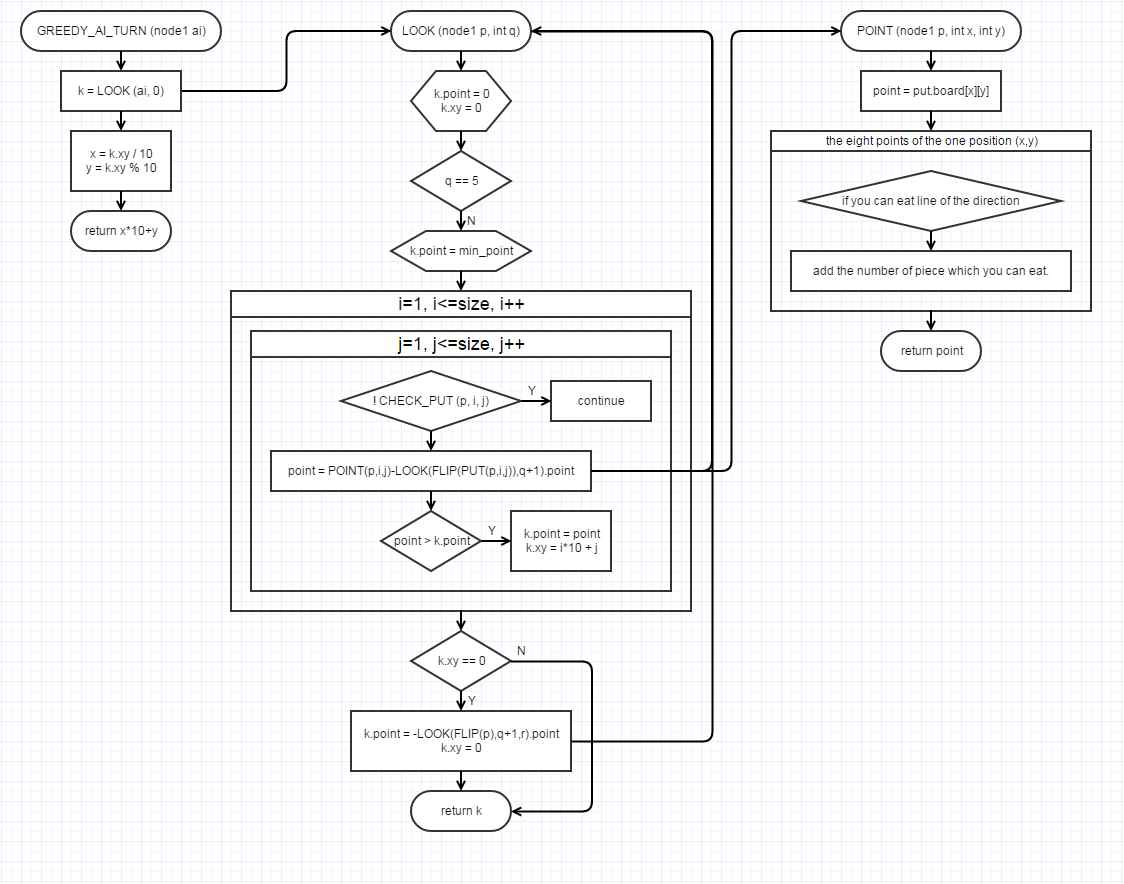 GREEDY_AI_TURN (node1 ai)
k = LOOK (ai, 0)
x = k.xy / 10
y = k.xy % 10
return x*10+y
LOOK (node1 p, int q)
k.point = 0
k.xy = 0
q == 5
N
k.point = min_point
i=1, i<=size, i++
j=1, j<=size, j++
! CHECK_PUT (p, i, j)
Y
continue
point = POINT(p,i,j)-LOOK(FLIP(PUT(p,i,j)),q+1).point
point > k.point
Y
k.point = point
k.xy = i*10 + j
k.xy == 0
N
Y
k.point = -LOOK(FLIP(p),q+1,r).point
k.xy = 0
return k
POINT (node1 p, int x, int y)
point = put.board[x][y]
the eight points of the one position (x,y)
if you can eat line of the direction
add the number of piece which you can eat.
return point